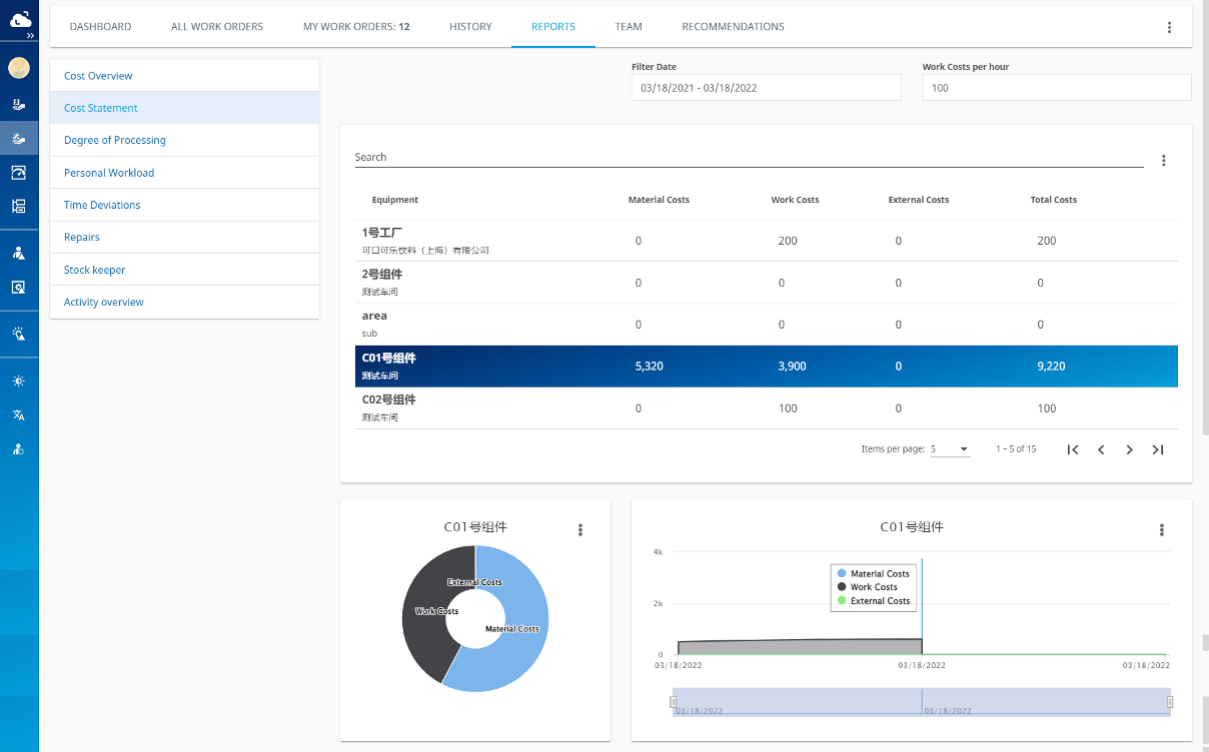 DASHBOARD ALL WORK ORDERS MY WORK ORDERS: 12 HISTORY REPORTS TEAM RECOMMENDATIONS
Cost Overview
Cost Statement
Degree of Processing
Personal Workload
Time Deviations
Repairs
Stock keeper
Activity overview
Filter Date
03/18/2021 - 03/18/2022
Work Costs per hour
100
Search
Equipment Material Costs Work Costs External Costs Total Costs
1号工厂
可口可乐饮料（上海）有限公司
0 200 0 200
2号组件
测试车间
0 0 0 0
area
sub
0 0 0 0
C01号组件
测试车间
5,320 3,900 0 9,220
C02号组件
测试车间
0 100 0 100
Items per page: 5 1 – 5 of 15
C01号组件
External Costs
Work Costs
Material Costs
C01号组件
4k
2k
0
Material Costs
Work Costs
External Costs
03/18/2022 03/18/2022 03/18/2022
03/18/2022 03/18/2022